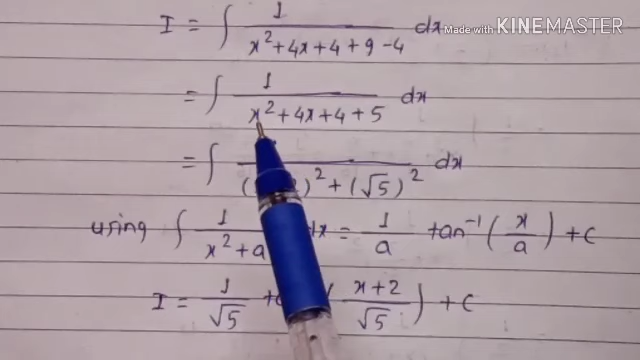 Made with KINEMASTER
I = ∫ 1/(x²+4x+4+9-4) dx
= ∫ 1/(x²+4x+4+5) dx
= ∫ 1/(( )²+(√5)²) dx
using ∫ 1/(x²+a dx = 1/a tan⁻¹(x/a)+c
I = 1/√5 (x+2/√5)+c